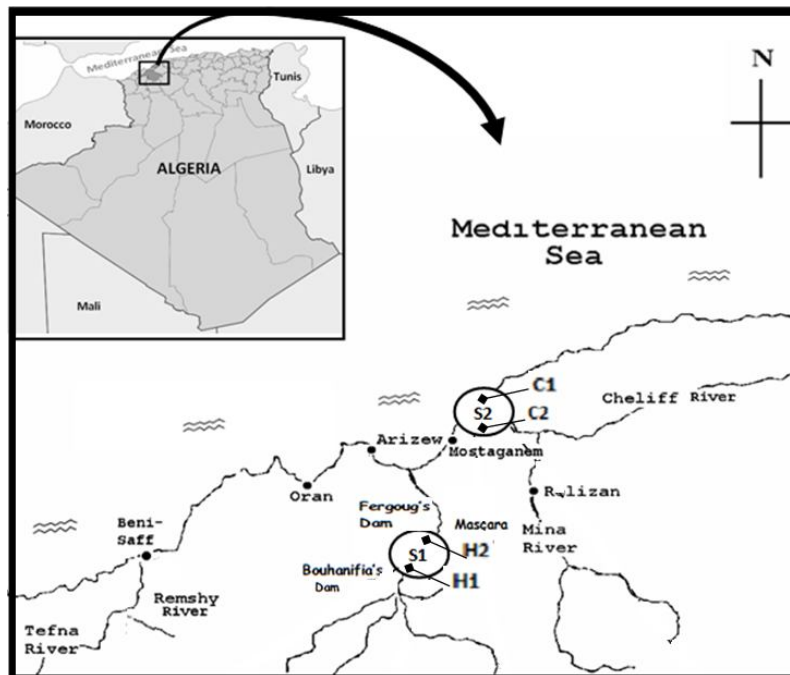 Mediterranean Sea
Tunis
Morocco
ALGERIA
Libya
Mali
N
Mediterranean
Sea
C1
S2
C2
Cheliff River
Arizew
Mostaganem
Oran
Relizan
Fergoug's
Dam
Mascara
Mina
River
Beni-
Saff
S1
H2
Bouhanifia's
Dam
H1
Remshy
River
Tefna
River